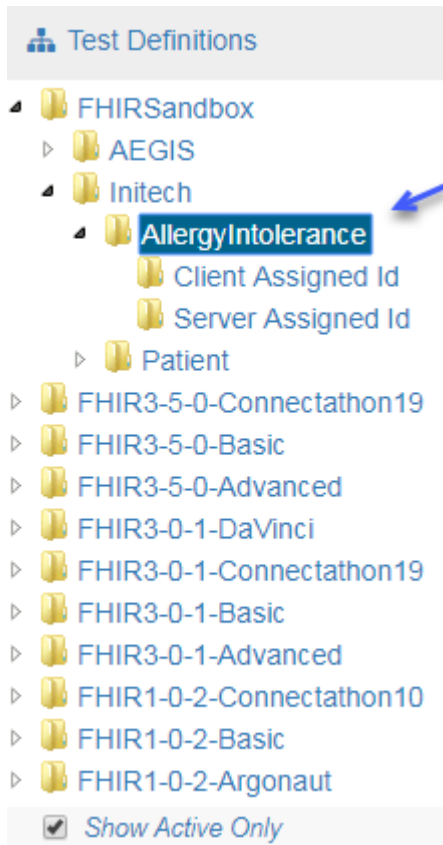 Test Definitions
FHIRSandbox
AEGIS
Initech
AllergyIntolerance
Client Assigned Id
Server Assigned Id
Patient
FHIR3-5-0-Connectathon19
FHIR3-5-0-Basic
FHIR3-5-0-Advanced
FHIR3-0-1-DaVinci
FHIR3-0-1-Connectathon19
FHIR3-0-1-Basic
FHIR3-0-1-Advanced
FHIR1-0-2-Connectathon10
FHIR1-0-2-Basic
FHIR1-0-2-Argonaut
Show Active Only